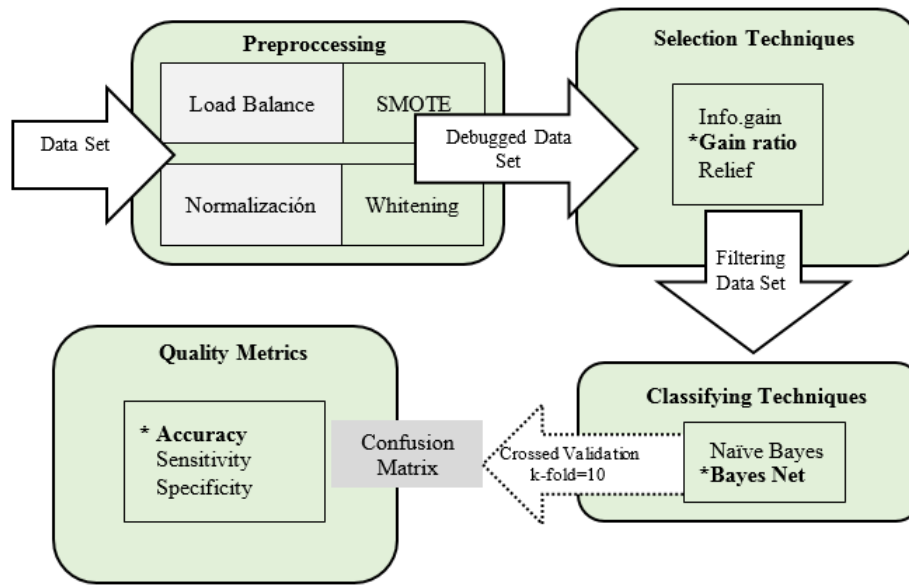 Preproccessing
Load Balance
SMOTE
Data Set
Normalización
Whitening
Debugged Data
Set
Selection Techniques
Info.gain
*Gain ratio
Relief
Filtering
Data Set
Classifying Techniques
Naïve Bayes
*Bayes Net
Crossed Validation
k-fold=10
Confusion
Matrix
Quality Metrics
* Accuracy
Sensitivity
Specificity